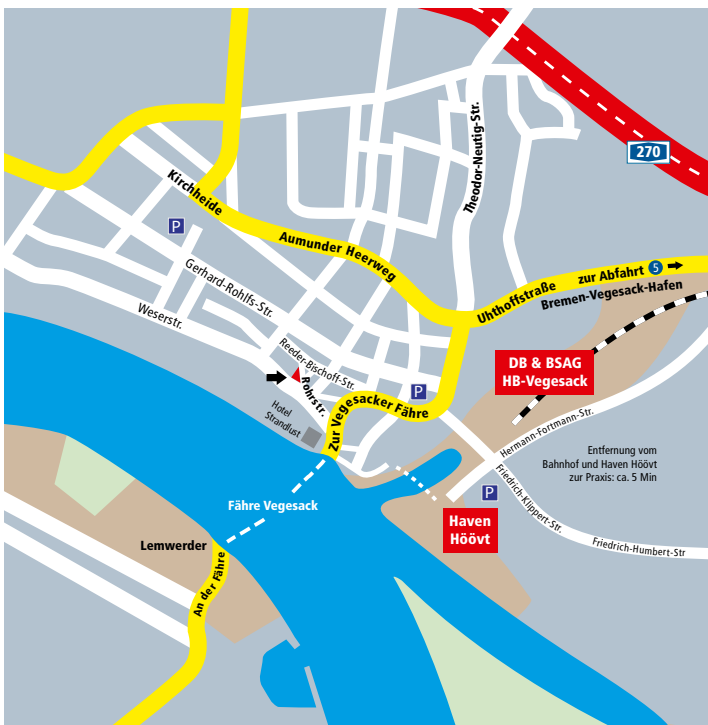 270
Theodor-Neutig-Str.
Kirchheide
P
Aumunder Heerweg
Gerhard-Rohlfs-Str.
Uhthoffstraße
zur Abfahrt 5
Bremen-Vegesack-Hafen
Weserstr.
Reeder-Bischoff-Str.
DB & BSAG
HB-Vegesack
Rohrstr.
P
Zur Vegesacker Fähre
Hotel
Strandlust
Hermann-Fortmann-Str.
Entfernung vom
Bahnhof und Haven Höövt
zur Praxis: ca. 5 Min
P
Friedrich-Klippert-Str.
Fähre Vegesack
Haven
Höövt
Friedrich-Humbert-Str
Lemwerder
An der Fähre